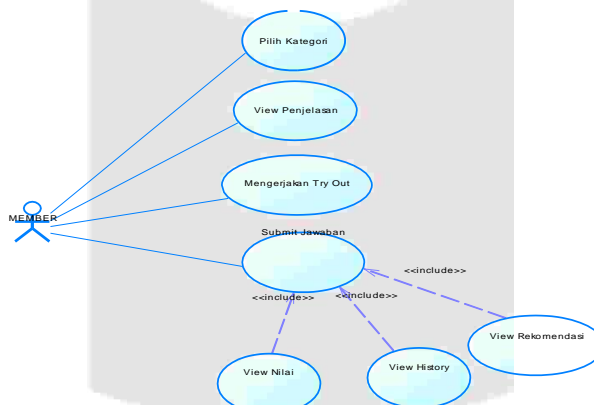 Pilih Kategori
View Penjelasan
Mengerjakan Try Out
MEMBER
Submit Jawaban
<<include>>
<<include>>
<<include>>
View Rekomendasi
View History
View Nilai